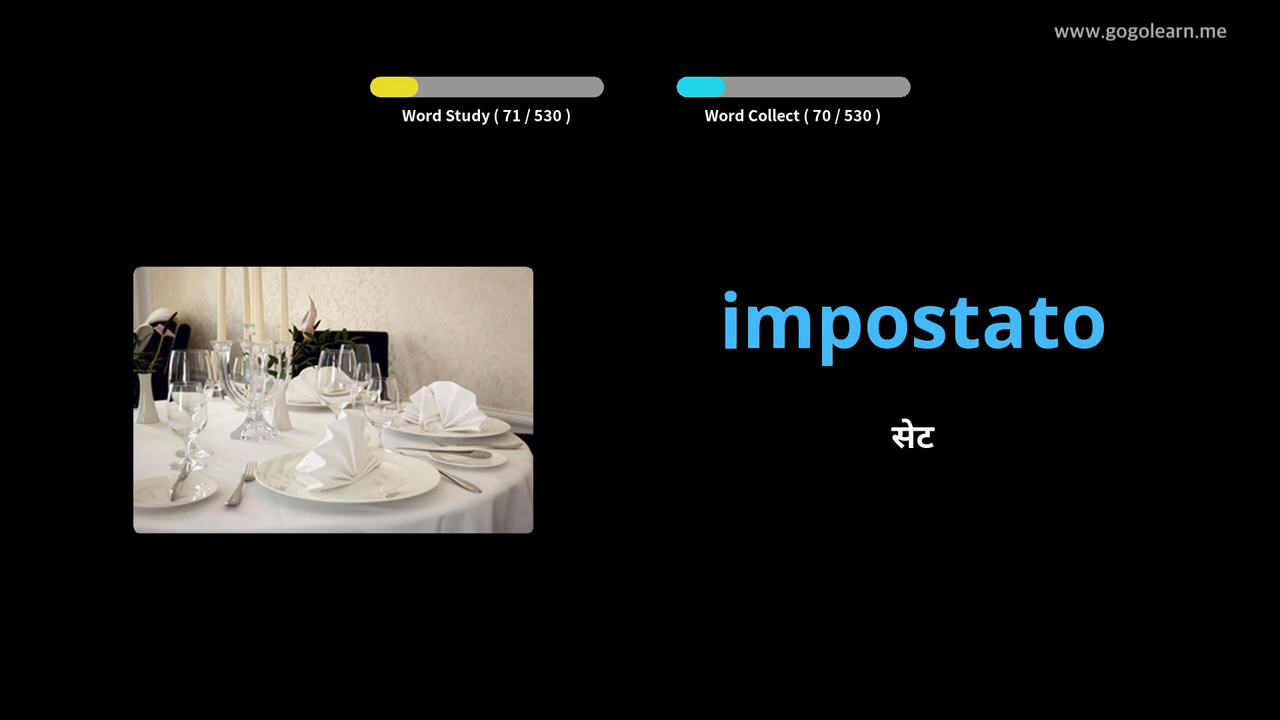 www.gogolearn.me
Word Study ( 71 / 530 )
Word Collect ( 70 / 530 )
impostato
सेट